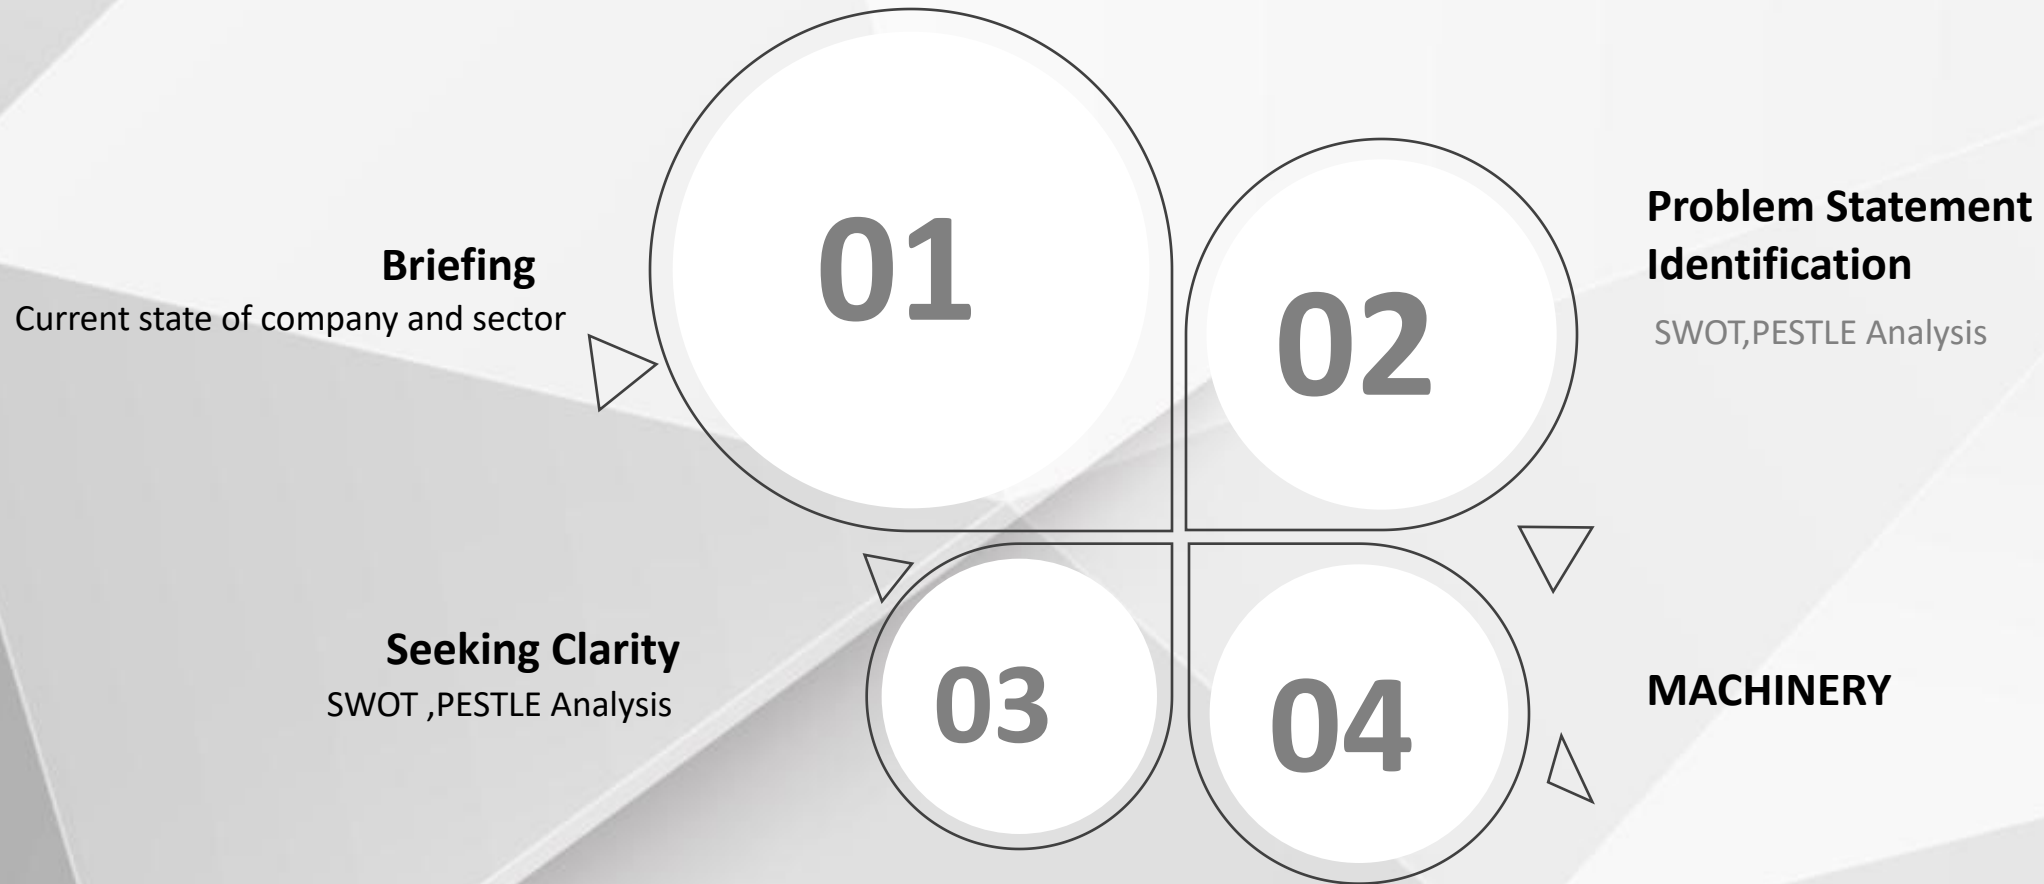 01
Briefing
Current state of company and sector
02
Problem Statement
Identification
SWOT,PESTLE Analysis
03
Seeking Clarity
SWOT ,PESTLE Analysis
04
MACHINERY